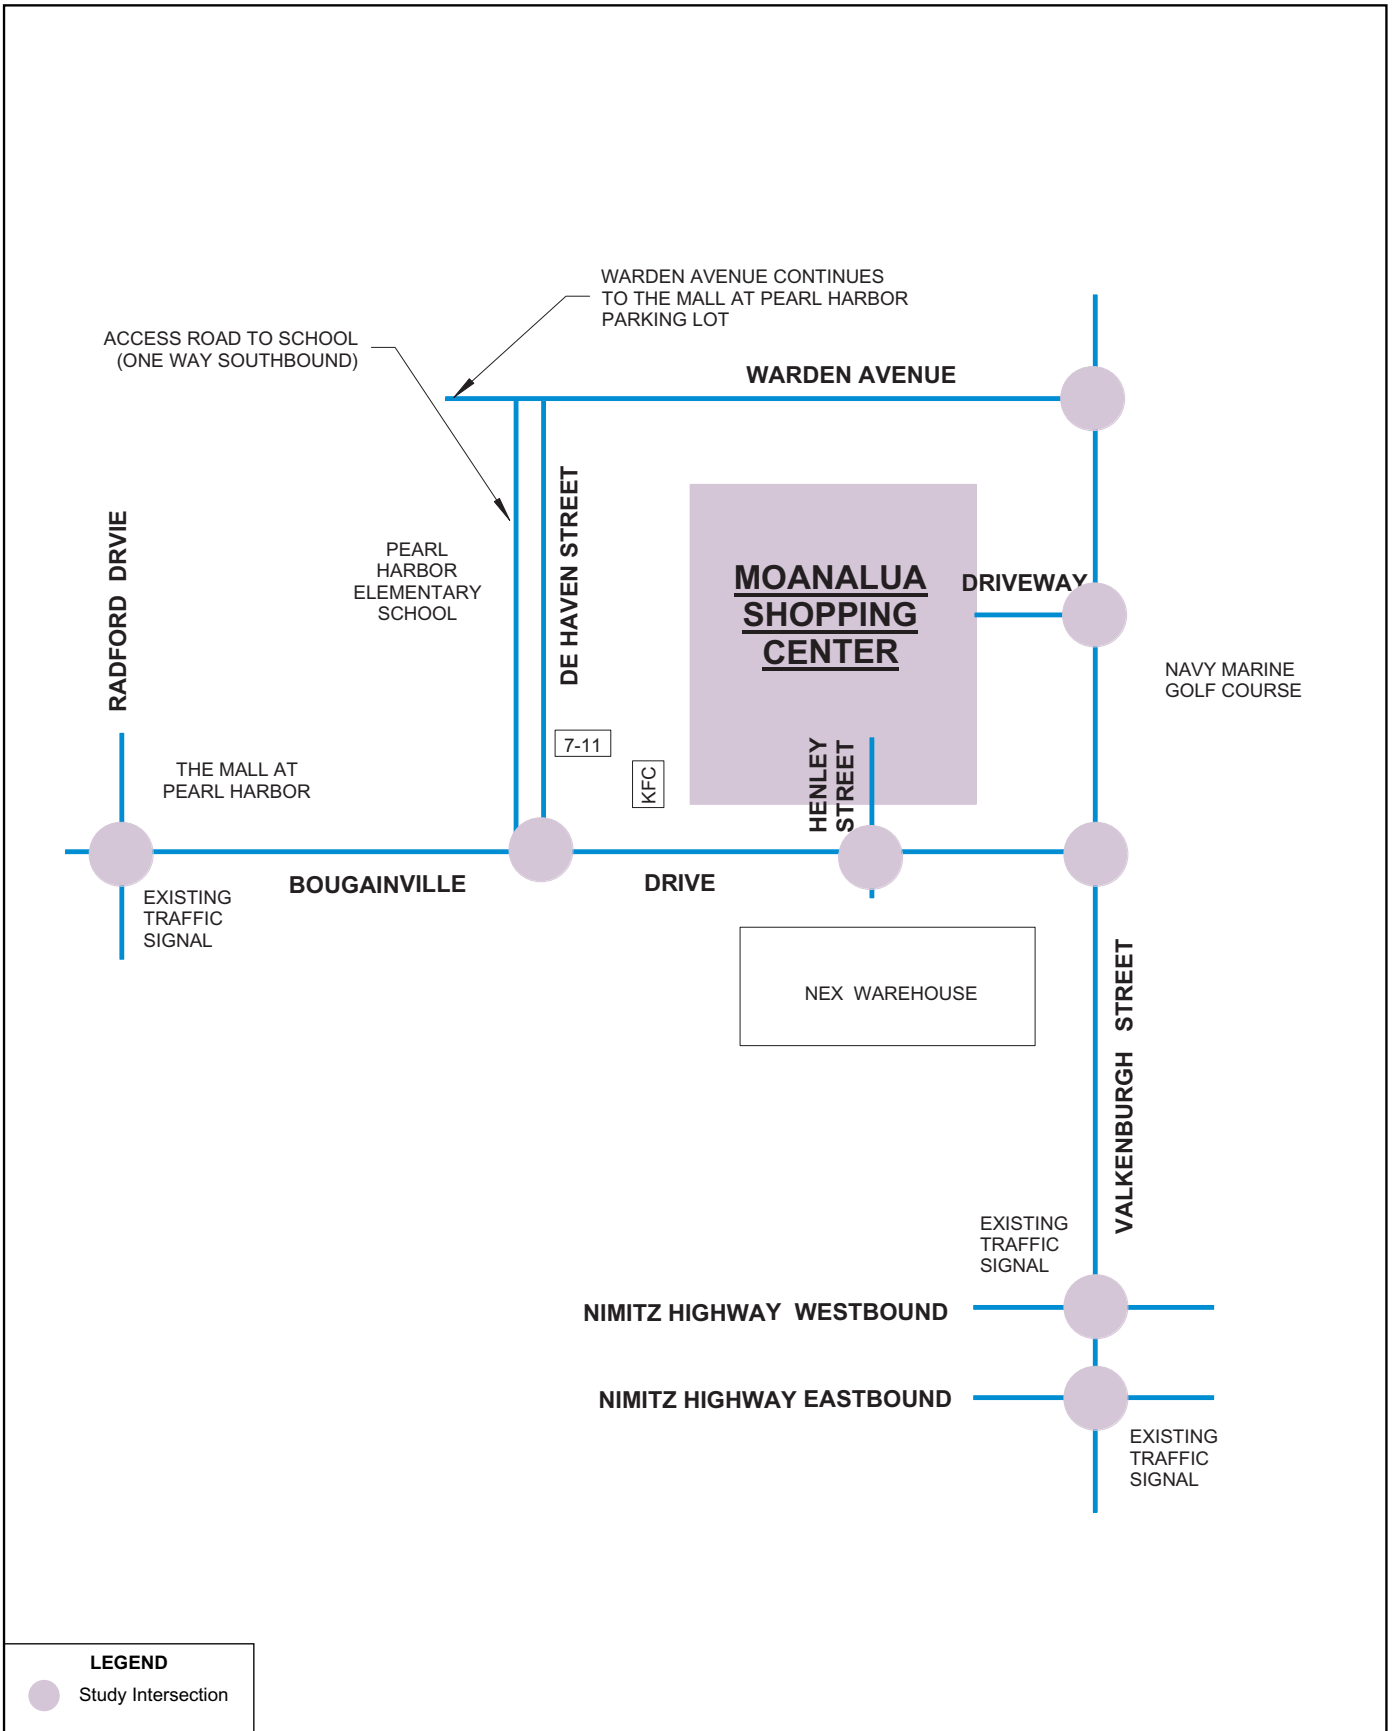 WARDEN AVENUE CONTINUES
TO THE MALL AT PEARL HARBOR
PARKING LOT
ACCESS ROAD TO SCHOOL
(ONE WAY SOUTHBOUND)
WARDEN AVENUE
RADFORD DRVIE
PEARL
HARBOR
ELEMENTARY
SCHOOL
DE HAVEN STREET
MOANALUA
SHOPPING
CENTER
DRIVEWAY
NAVY MARINE
GOLF COURSE
7-11
KFC
HENLEY
STREET
THE MALL AT
PEARL HARBOR
BOUGAINVILLE
DRIVE
EXISTING
TRAFFIC
SIGNAL
NEX WAREHOUSE
VALKENBURGH STREET
EXISTING
TRAFFIC
SIGNAL
NIMITZ HIGHWAY WESTBOUND
NIMITZ HIGHWAY EASTBOUND
EXISTING
TRAFFIC
SIGNAL
LEGEND
Study Intersection